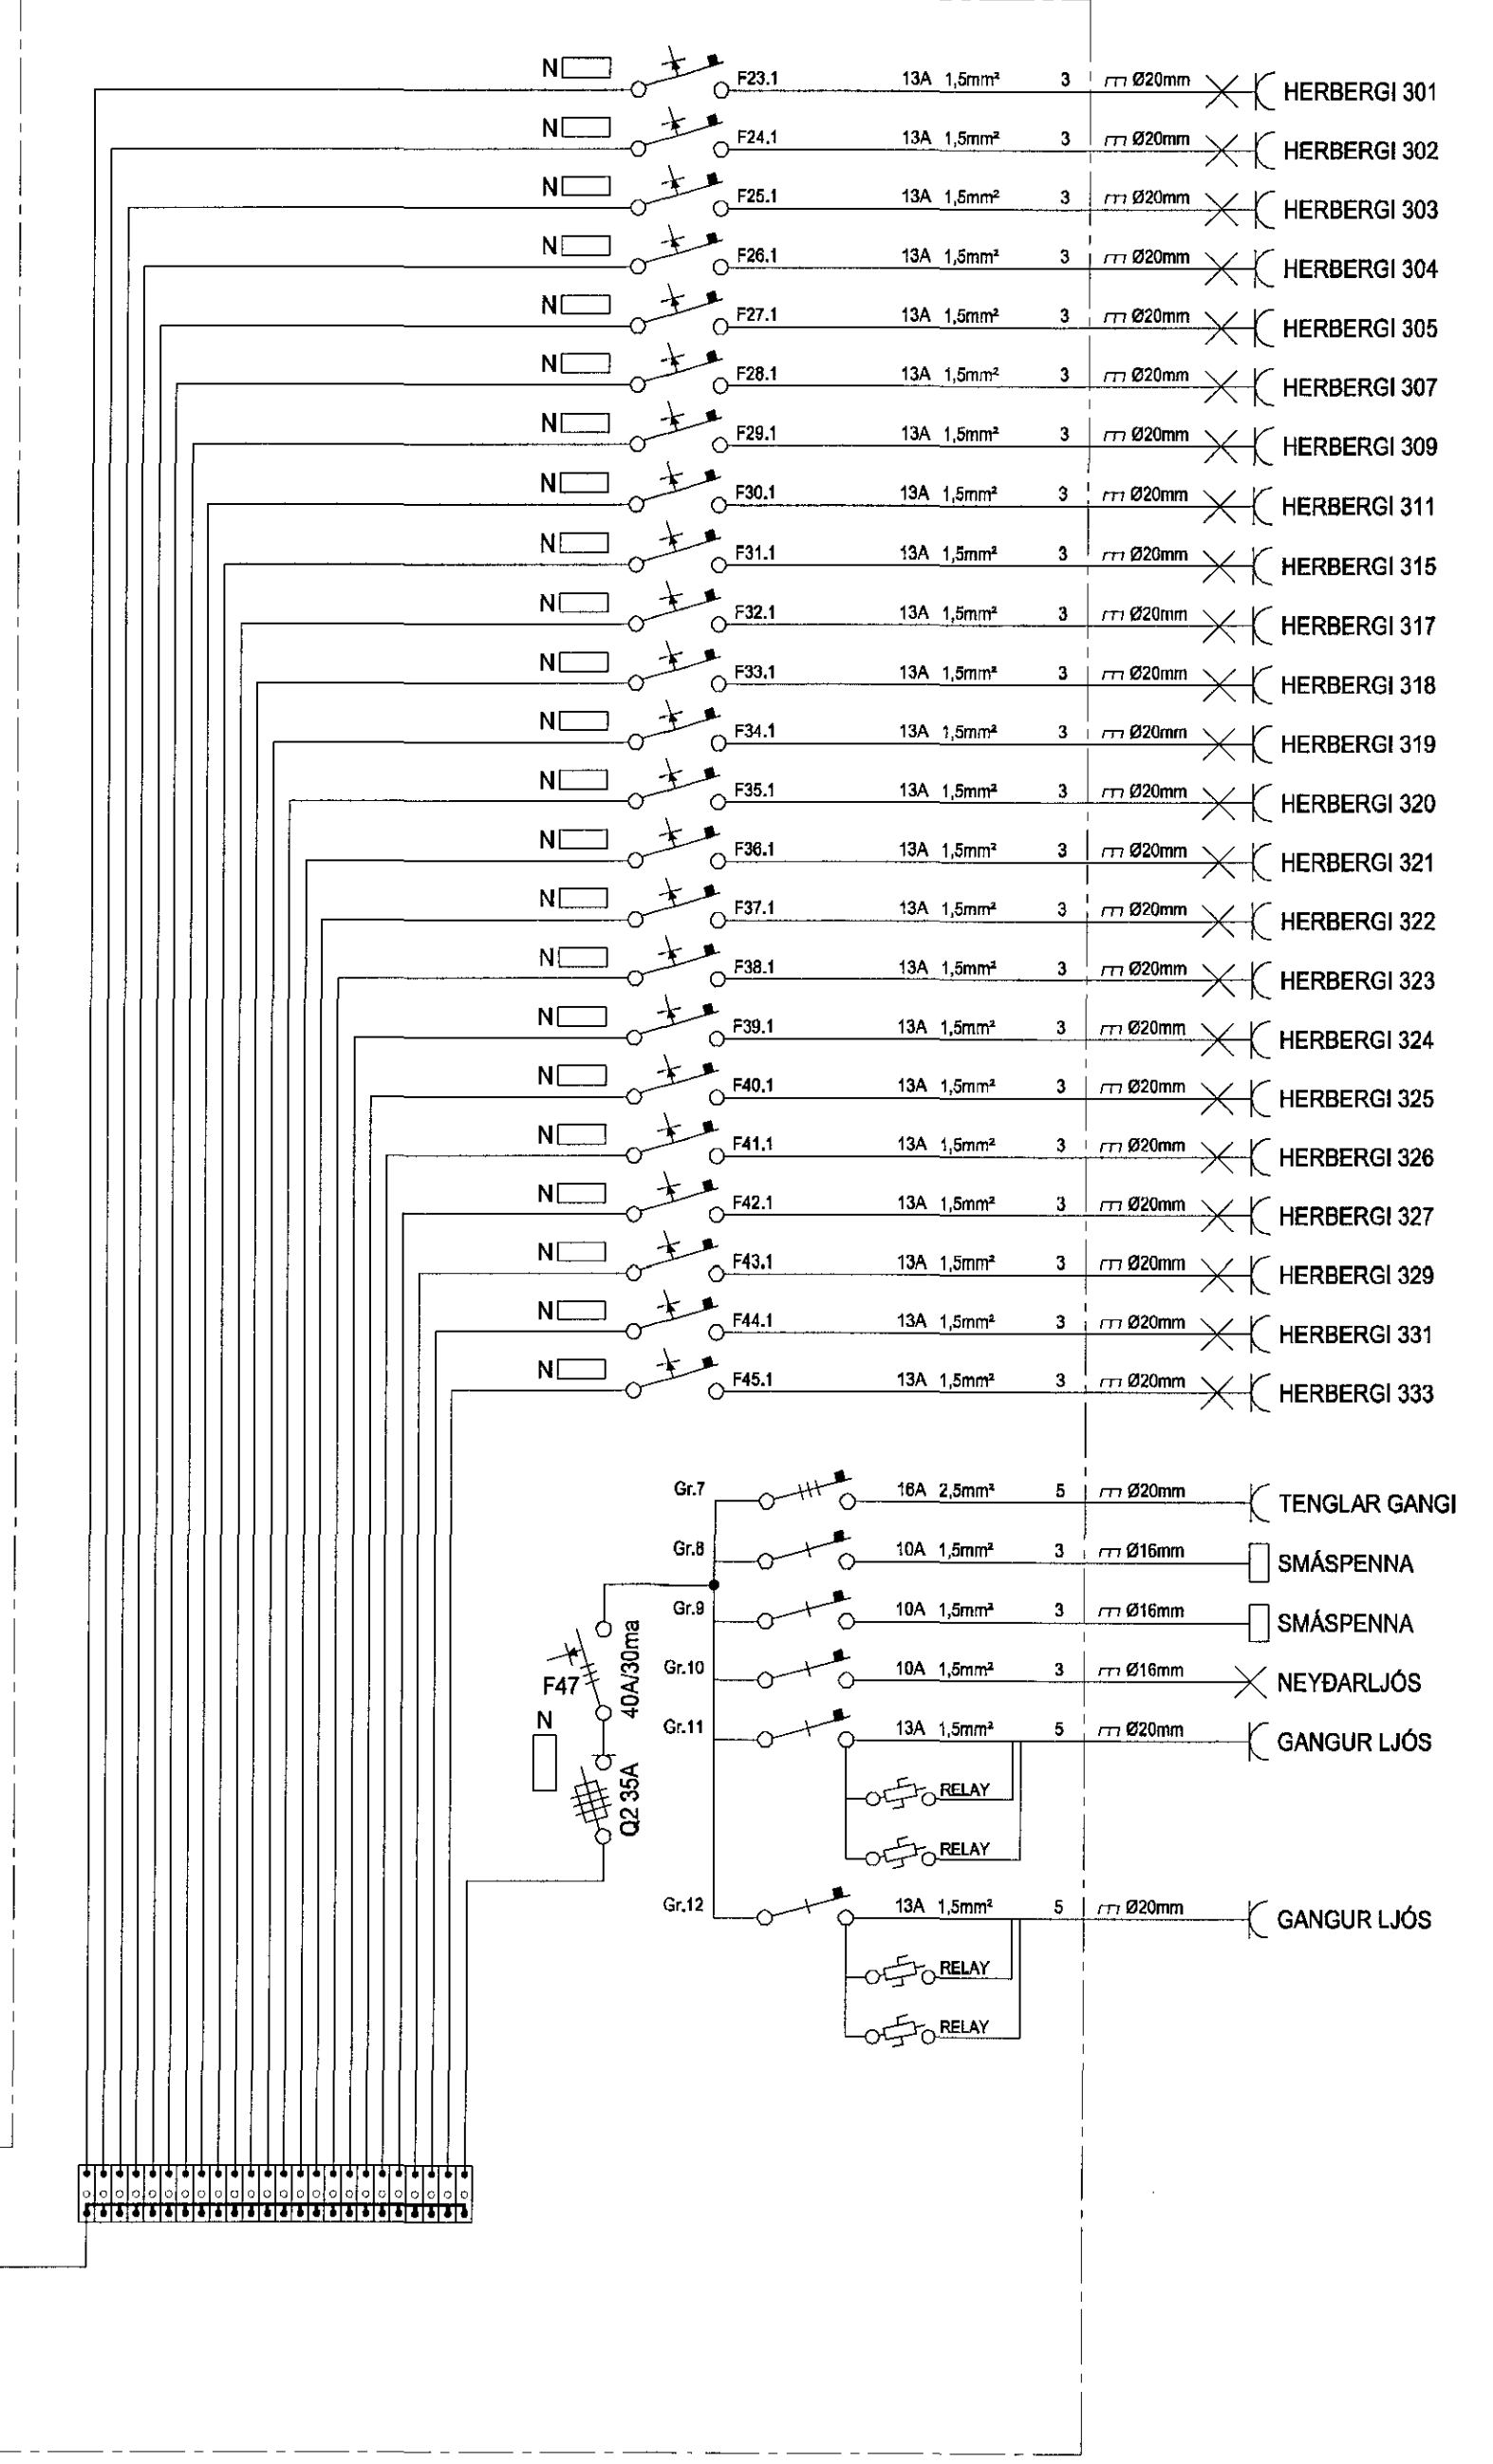 N F23.1 13A 1,5mm² 3 Ø20mm HERBERGI 301
N F24.1 13A 1,5mm² 3 Ø20mm HERBERGI 302
N F25.1 13A 1,5mm² 3 Ø20mm HERBERGI 303
N F26.1 13A 1,5mm² 3 Ø20mm HERBERGI 304
N F27.1 13A 1,5mm² 3 Ø20mm HERBERGI 305
N F28.1 13A 1,5mm² 3 Ø20mm HERBERGI 307
N F29.1 13A 1,5mm² 3 Ø20mm HERBERGI 309
N F30.1 13A 1,5mm² 3 Ø20mm HERBERGI 311
N F31.1 13A 1,5mm² 3 Ø20mm HERBERGI 315
N F32.1 13A 1,5mm² 3 Ø20mm HERBERGI 317
N F33.1 13A 1,5mm² 3 Ø20mm HERBERGI 318
N F34.1 13A 1,5mm² 3 Ø20mm HERBERGI 319
N F35.1 13A 1,5mm² 3 Ø20mm HERBERGI 320
N F36.1 13A 1,5mm² 3 Ø20mm HERBERGI 321
N F37.1 13A 1,5mm² 3 Ø20mm HERBERGI 322
N F38.1 13A 1,5mm² 3 Ø20mm HERBERGI 323
N F39.1 13A 1,5mm² 3 Ø20mm HERBERGI 324
N F40.1 13A 1,5mm² 3 Ø20mm HERBERGI 325
N F41.1 13A 1,5mm² 3 Ø20mm HERBERGI 326
N F42.1 13A 1,5mm² 3 Ø20mm HERBERGI 327
N F43.1 13A 1,5mm² 3 Ø20mm HERBERGI 329
N F44.1 13A 1,5mm² 3 Ø20mm HERBERGI 331
N F45.1 13A 1,5mm² 3 Ø20mm HERBERGI 333
Gr.7 16A 2,5mm² 5 Ø20mm TENGLAR GANGI
Gr.8 10A 1,5mm² 3 Ø16mm SMÁSPENNA
Gr.9 10A 1,5mm² 3 Ø16mm SMÁSPENNA
Gr.10 10A 1,5mm² 3 Ø16mm NEYÐARLJÓS
F47 40A/30ma
N
Q2 35A
Gr.11 13A 1,5mm² 5 Ø20mm GANGUR LJÓS
RELAY
RELAY
Gr.12 13A 1,5mm² 5 Ø20mm GANGUR LJÓS
RELAY
RELAY